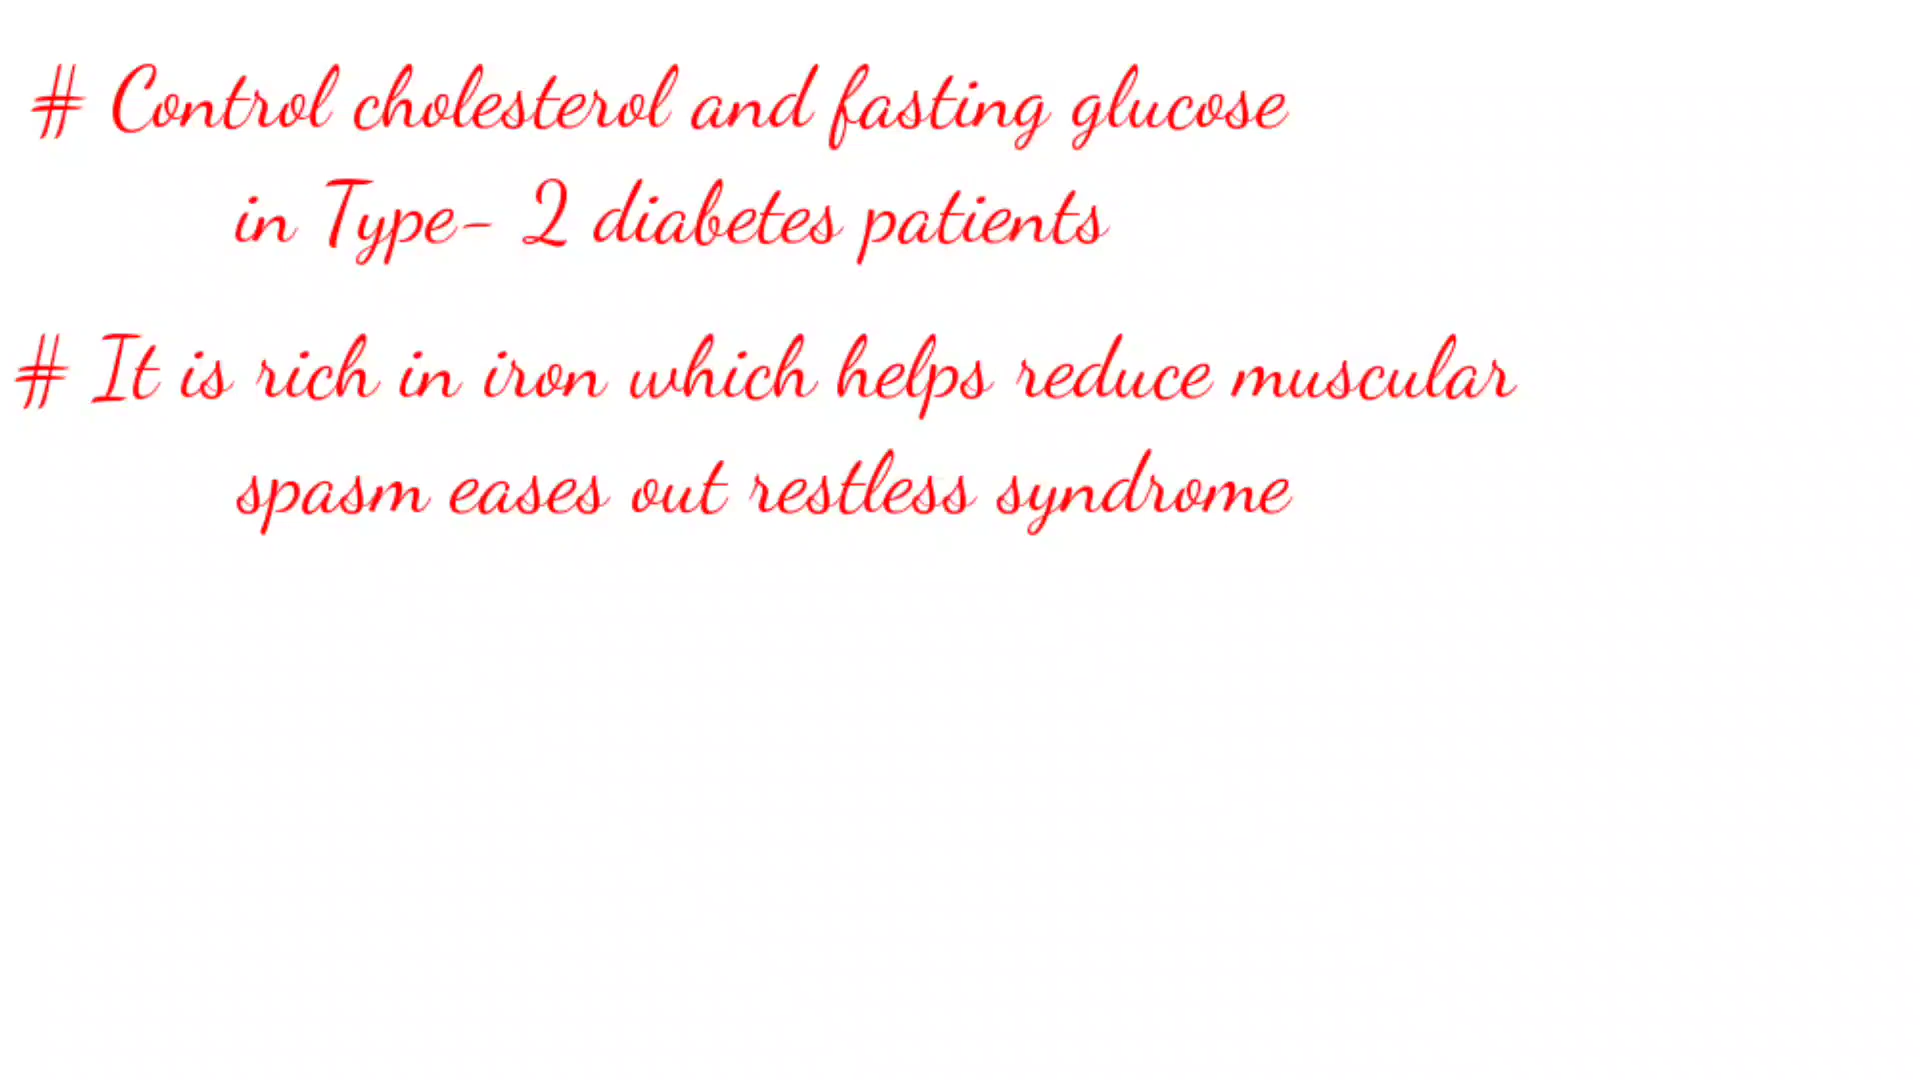 # Control cholesterol and fasting glucose
in Type- 2 diabetes patients
# It is rich in iron which helps reduce muscular
spasm eases out restless syndrome